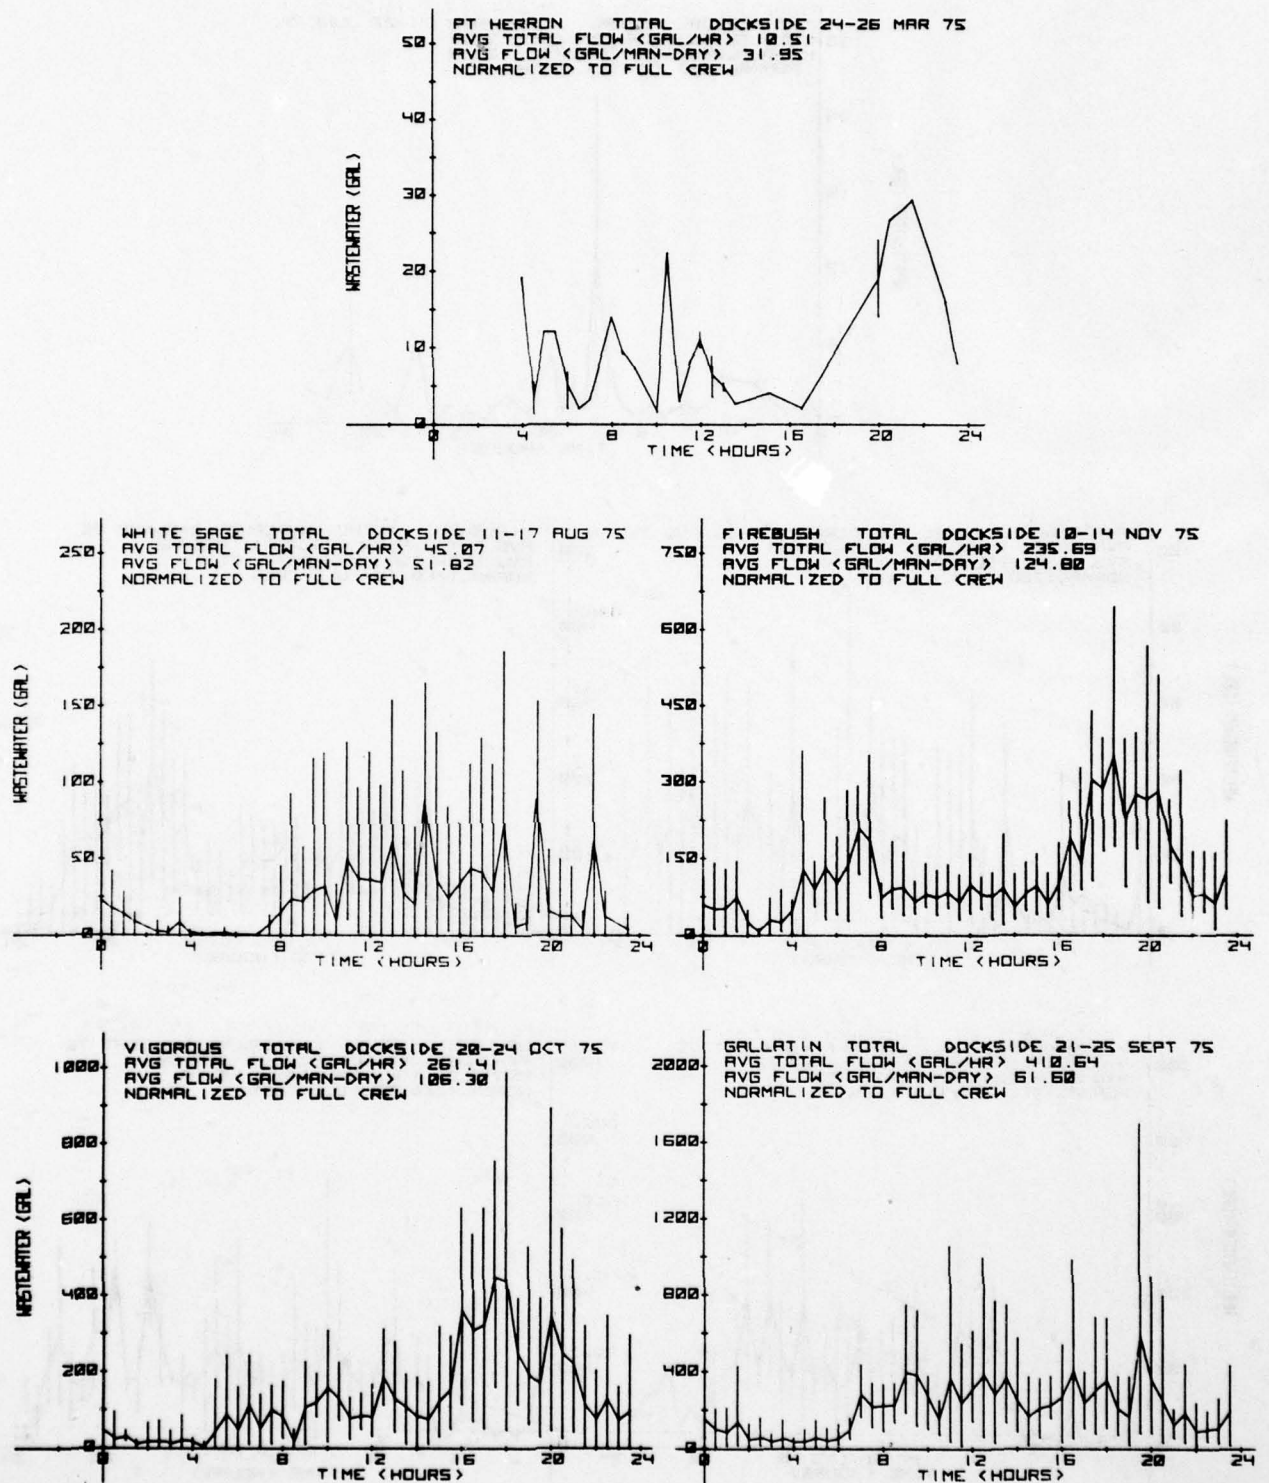 PT HERRON TOTAL DOCKSIDE 24-26 MAR 75
AVG TOTAL FLOW (GAL/HR) 10.51
AVG FLOW (GAL/MAN-DAY) 31.95
NORMALIZED TO FULL CREW
50
40
30
20
10
0
WASTEWATER (GAL)
0 4 8 12 16 20 24
TIME (HOURS)
WHITE SAGE TOTAL DOCKSIDE 11-17 AUG 75
AVG TOTAL FLOW (GAL/HR) 45.07
AVG FLOW (GAL/MAN-DAY) 51.82
NORMALIZED TO FULL CREW
250
200
150
100
50
0
WASTEWATER (GAL)
0 4 8 12 16 20 24
TIME (HOURS)
FIREBUSH TOTAL DOCKSIDE 10-14 NOV 75
AVG TOTAL FLOW (GAL/HR) 235.69
AVG FLOW (GAL/MAN-DAY) 124.80
NORMALIZED TO FULL CREW
750
600
450
300
150
0
0 4 8 12 16 20 24
TIME (HOURS)
VIGOROUS TOTAL DOCKSIDE 20-24 OCT 75
AVG TOTAL FLOW (GAL/HR) 261.41
AVG FLOW (GAL/MAN-DAY) 106.30
NORMALIZED TO FULL CREW
1000
800
600
400
200
0
WASTEWATER (GAL)
0 4 8 12 16 20 24
TIME (HOURS)
GALLATIN TOTAL DOCKSIDE 21-25 SEPT 75
AVG TOTAL FLOW (GAL/HR) 410.64
AVG FLOW (GAL/MAN-DAY) 61.60
NORMALIZED TO FULL CREW
2000
1600
1200
800
400
0
0 4 8 12 16 20 24
TIME (HOURS)